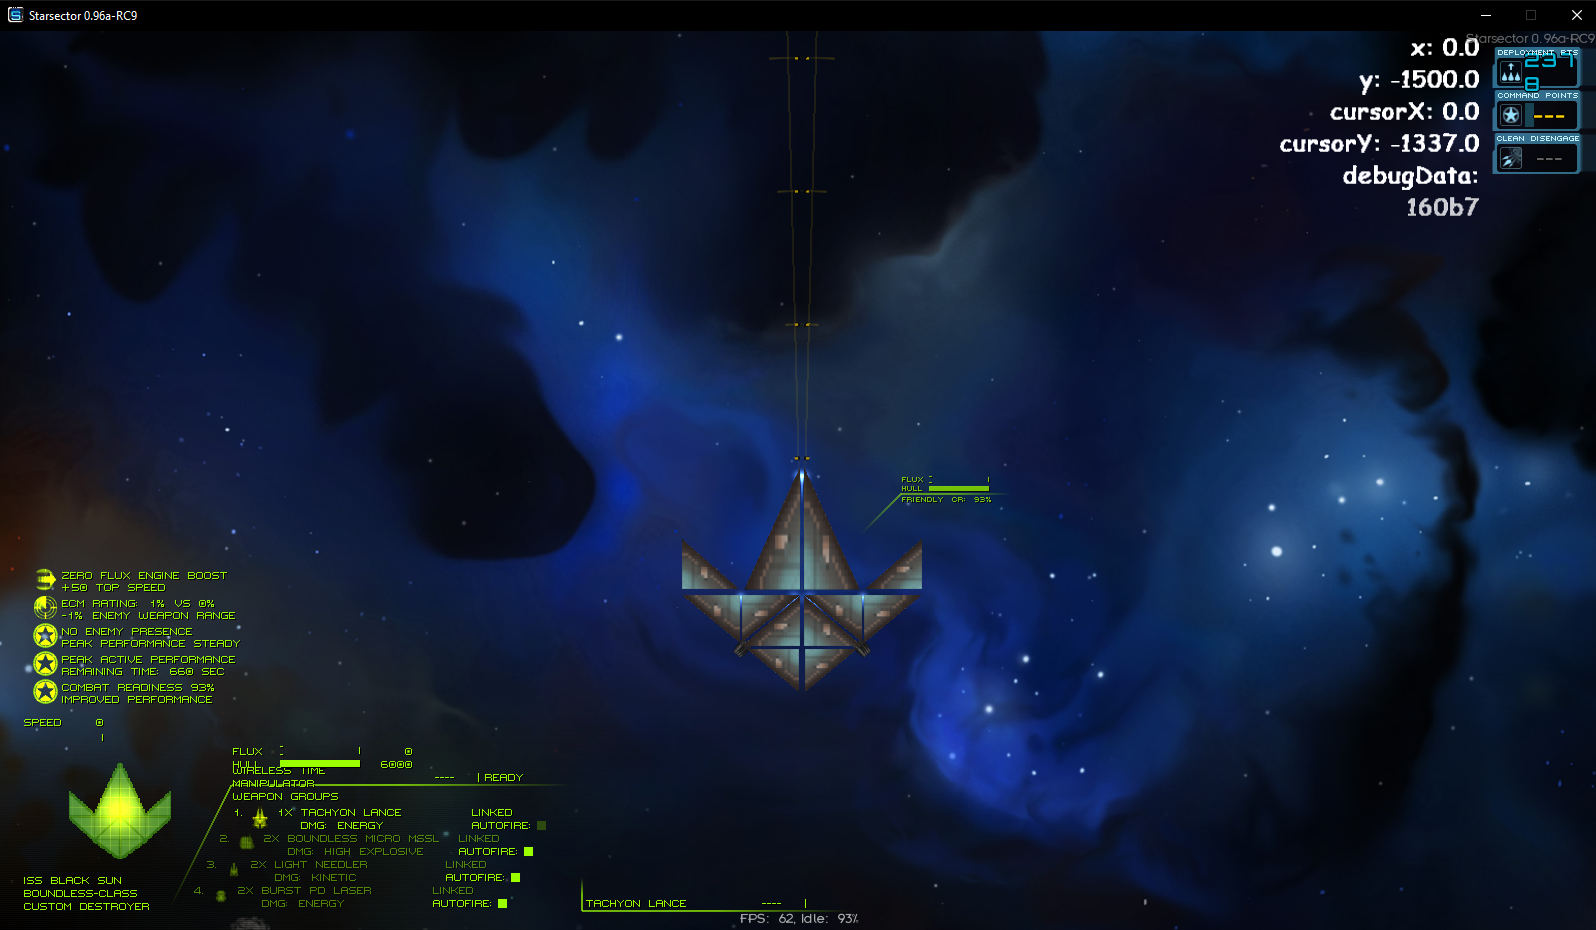 Starsector 0.96a-RC9
Starsector 0.96a-RC9
x: 0.0
y: -1500.0
cursorX: 0.0
cursorY: -1337.0
debugData:
160b7
DEPLOYMENT PTS
COMMAND POINTS
---
CLEAN DISENGAGE
---
FLUX
HULL
FRIENDLY CR: 93%
ZERO FLUX ENGINE BOOST
+50 TOP SPEED
ECM RATING: 1% VS 0%
-1% ENEMY WEAPON RANGE
NO ENEMY PRESENCE
PEAK PERFORMANCE STEADY
PEAK ACTIVE PERFORMANCE
REMAINING TIME: 660 SEC
COMBAT READINESS 93%
IMPROVED PERFORMANCE
SPEED 0
FLUX 0
HULL 6000
WIRELESS TIME
MANIPULATOR ---- READY
WEAPON GROUPS
1. 1X TACHYON LANCE LINKED
DMG: ENERGY AUTOFIRE:
2. 2X BOUNDLESS MICRO MSSL LINKED
DMG: HIGH EXPLOSIVE AUTOFIRE:
3. 2X LIGHT NEEDLER LINKED
DMG: KINETIC AUTOFIRE:
4. 2X BURST PD LASER LINKED
DMG: ENERGY AUTOFIRE:
ISS BLACK SUN
BOUNDLESS-CLASS
CUSTOM DESTROYER
TACHYON LANCE ----
FPS: 62, Idle: 93%